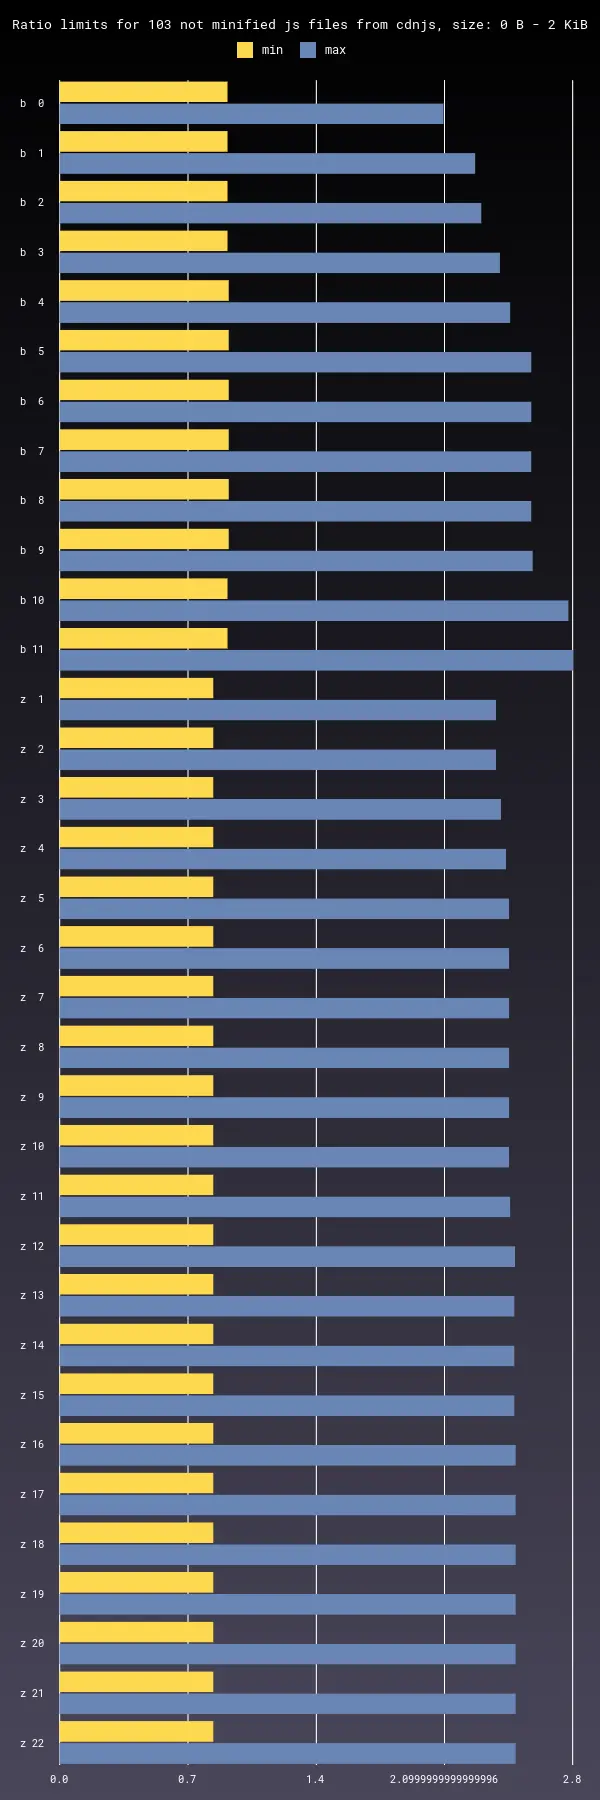 Ratio limits for 103 not minified js files from cdnjs, size: 0 B - 2 KiB
min max
b 0
b 1
b 2
b 3
b 4
b 5
b 6
b 7
b 8
b 9
b 10
b 11
z 1
z 2
z 3
z 4
z 5
z 6
z 7
z 8
z 9
z 10
z 11
z 12
z 13
z 14
z 15
z 16
z 17
z 18
z 19
z 20
z 21
z 22
0.0 0.7 1.4 2.0999999999999996 2.8